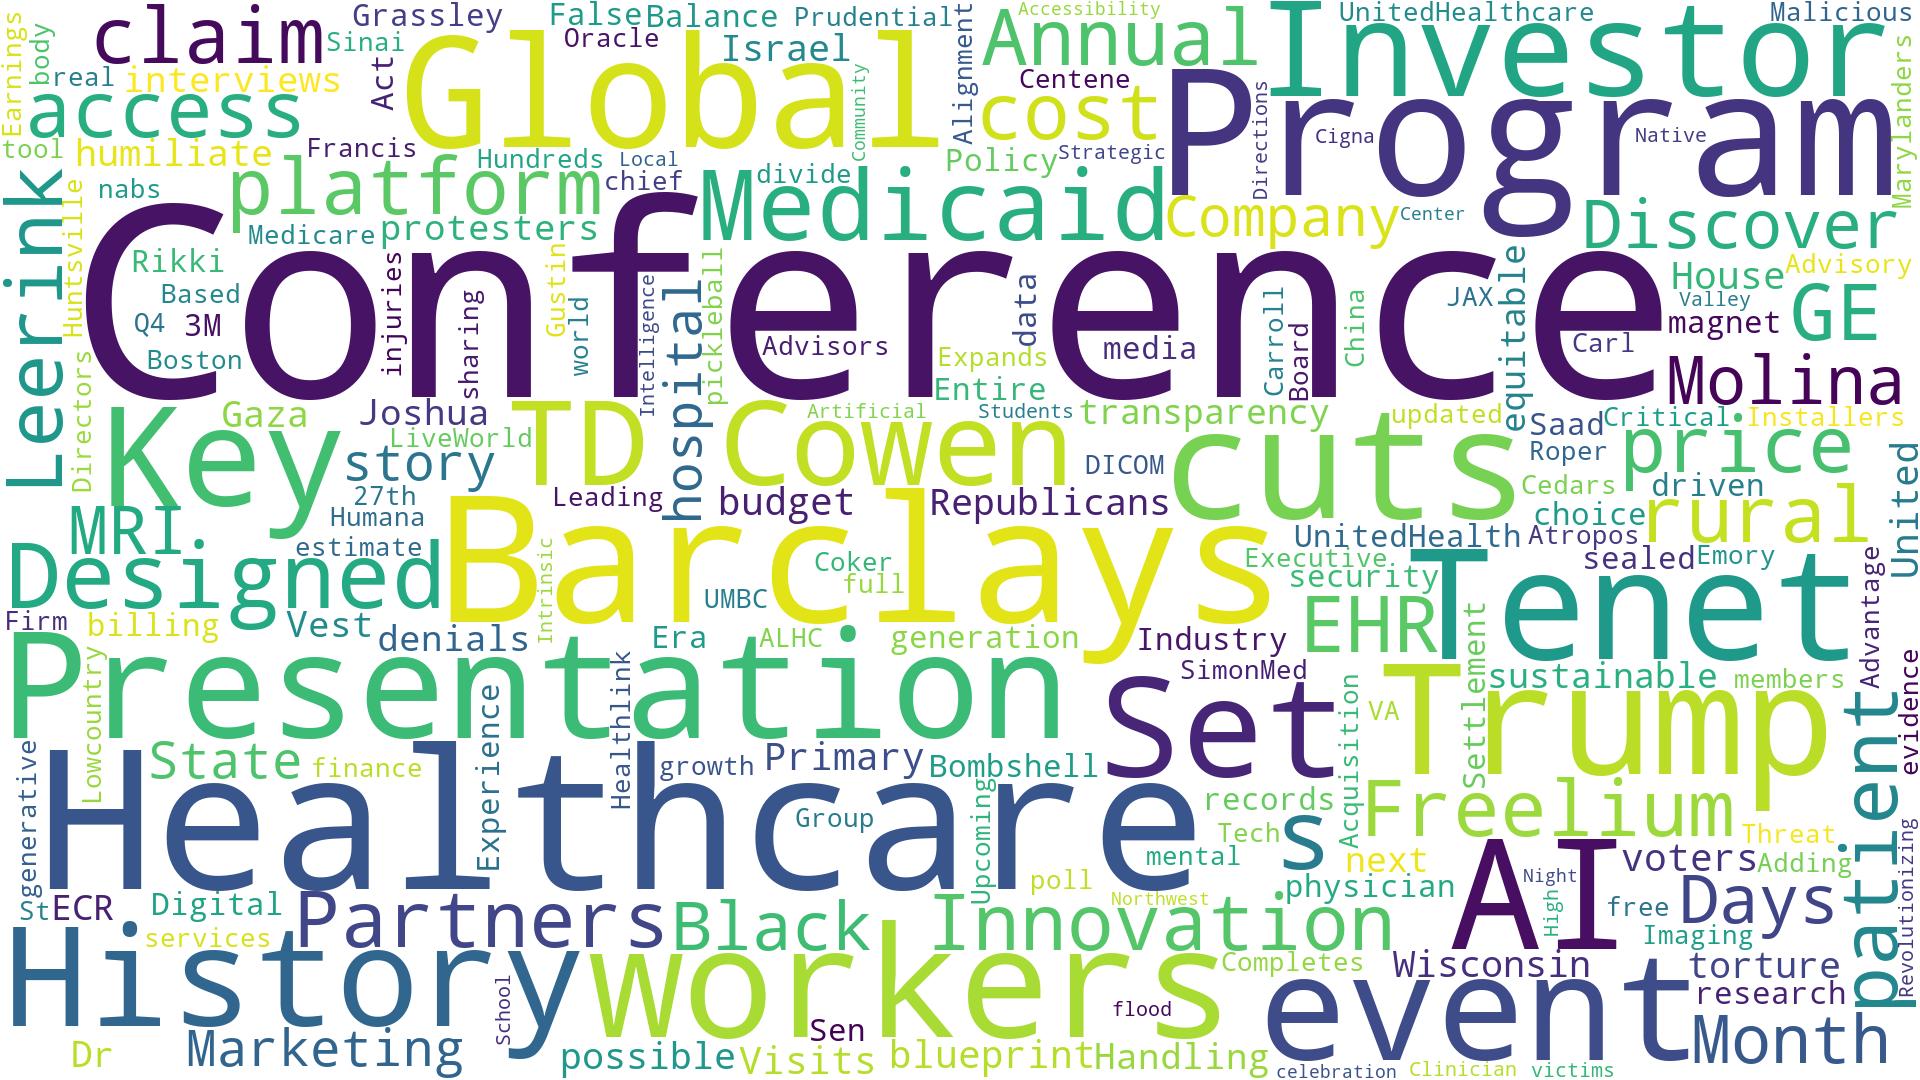 Earnings
body
claim
Sinai
Grassley
False
Balance
Prudential
Accessibility
UnitedHealthcare
Malicious
Oracle
Israel
Annual
Investor
real
interviews
Act
Global
Community
Alignment
Centene
cost
Program
Directions
Cigna
Native
Marylanders
access
tool
humiliate
Francis
Hundreds
Local
chief
divide
Policy
Strategic
nabs
platform
Medicaid
Company
Center
Discover
Leerink
Huntsville
Medicare
protesters
Conference
Rikki
Based
Q4
3M
Boston
injuries
sharing
Gustin
world
Intelligence
hospital
pickleball
Advisors
data
Expands
Entire
media
Carroll
Board
China
JAX
equitable
House
Advisory
Valley
magnet
GE
Carl
Molina
Directors
Key
Gaza
Joshua
LiveWorld
story
27th
Humana
estimate
TD
Cowen
Artificial
Students
transparency
updated
DICOM
cuts
Saad
Roper
Critical
Installers
price
Cedars
driven
choice
rural
United
MRI
Leading
budget
Republicans
Designed
Barclays
Intrinsic
Coker
full
UMBC
UnitedHealth
Atropos
Executive
security
sealed
Emory
Advantage
Firm
billing
Vest
denials
Era
ALHC
generation
Industry
EHR
Tenet
Presentation
SimonMed
Settlement
sustainable
members
evidence
Lowcountry
Healthlink
Experience
Set
Acquisition
VA
Trump
patient
generative
State
finance
growth
Primary
Bombshell
Healthcare
Group
Upcoming
records
Tech
s
Freelium
Threat
mental
next
voters
Adding
Revolutionizing
poll
Northwest
physician
AI
Night
High
free
Days
Imaging
St
ECR
Digital
services
Partners
Black
Innovation
History
School
workers
Completes
Wisconsin
torture
flood
event
research
Month
Dr
Marketing
possible
Sen
Visits
blueprint
Handling
celebration
Clinician
victims